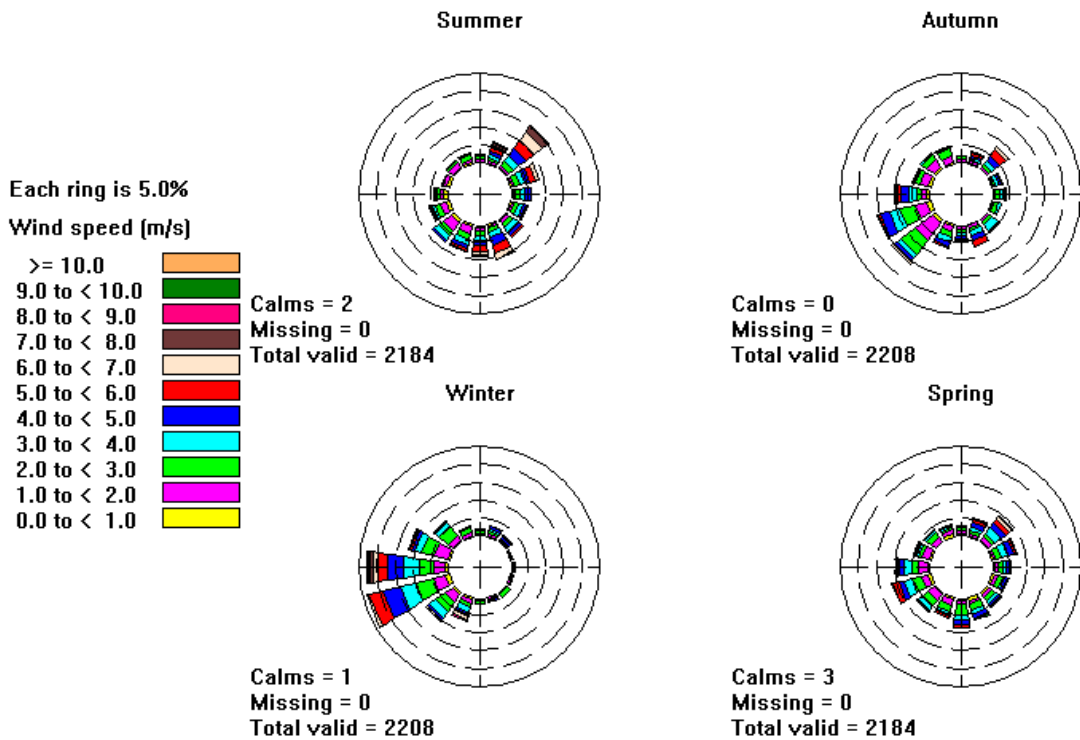 Summer
Autumn
Each ring is 5.0%
Wind speed (m/s)
>= 10.0
9.0 to < 10.0
8.0 to < 9.0
7.0 to < 8.0
6.0 to < 7.0
5.0 to < 6.0
4.0 to < 5.0
3.0 to < 4.0
2.0 to < 3.0
1.0 to < 2.0
0.0 to < 1.0
Calms = 2
Missing = 0
Total valid = 2184
Calms = 0
Missing = 0
Total valid = 2208
Winter
Spring
Calms = 1
Missing = 0
Total valid = 2208
Calms = 3
Missing = 0
Total valid = 2184